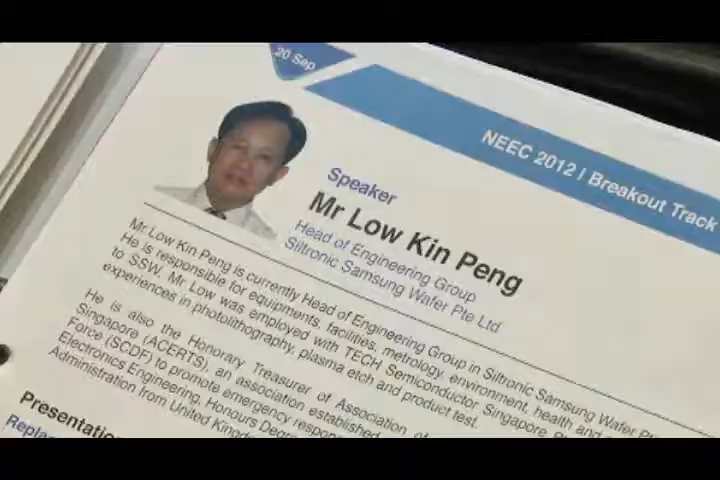 20 Sep
NEEC 2012 | Breakout Track
Speaker
Mr Low Kin Peng
Head of Engineering Group
Siltronic Samsung Wafer Pte Ltd
Mr Low Kin Peng is currently Head of Engineering Group in Siltronic Samsung Wafer Pte
He is responsible for equipments, facilities, metrology, environment, health and
to SSW. Mr Low was employed with TECH Semiconductor Singapore
experiences in photolithography, plasma etch and product test.
He is also the Honorary Treasurer of Association of
Singapore (ACERTS), an association established
Force (SCDF) to promote emergency
Electronics Engineering, Honours
Administration from United
Presentation